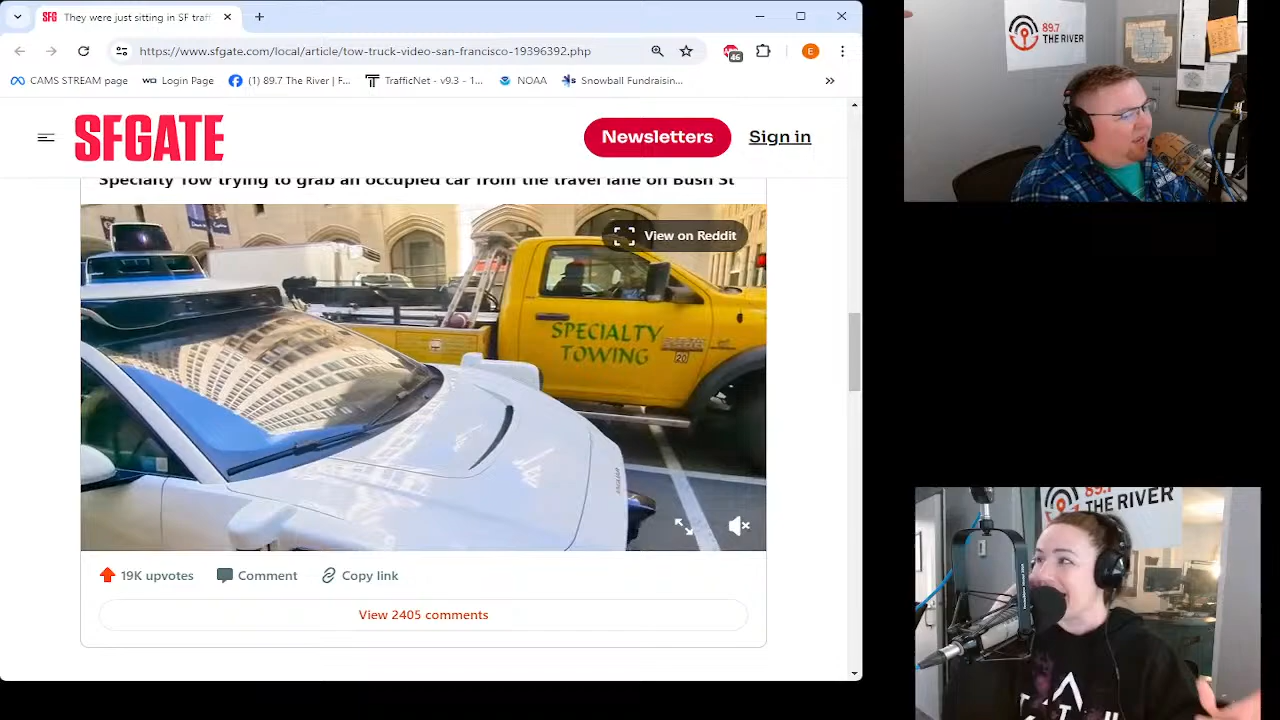 SFG They were just sitting in SF traff
https://www.sfgate.com/local/article/tow-truck-video-san-francisco-19396392.php
46
E
CAMS STREAM page
WO Login Page
(1) 89.7 The River | F...
TrafficNet - v9.3 - 1...
NOAA
Snowball Fundraisin...
SFGATE
Newsletters
Sign in
Specialty Tow trying to grab an occupied car from the travel lane on Bush St
View on Reddit
SPECIALTY
TOWING
20
19K upvotes
Comment
Copy link
View 2405 comments
89.7
THE RIVER
89.7
THE RIVER